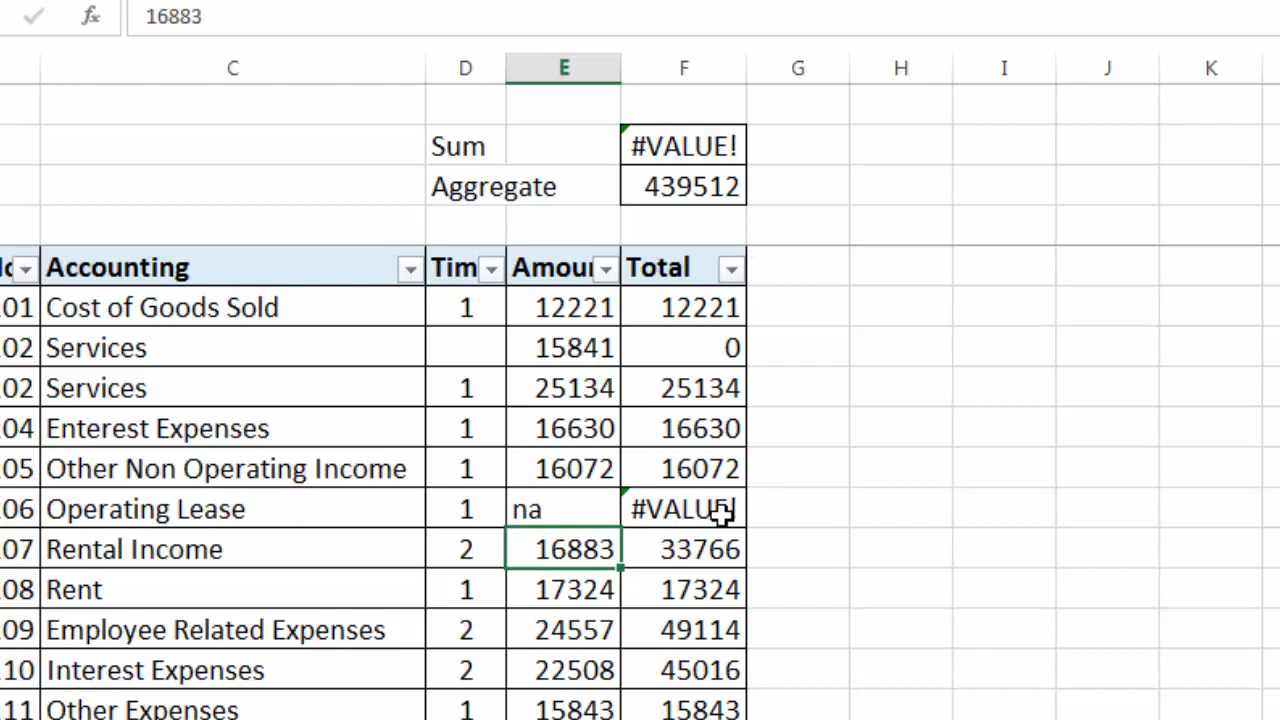 fx 16883
C D E F G H I J K
Sum #VALUE!
Aggregate 439512
Accounting Tim Amour Total
01 Cost of Goods Sold 1 12221 12221
02 Services 15841 0
02 Services 1 25134 25134
04 Enterest Expenses 1 16630 16630
05 Other Non Operating Income 1 16072 16072
06 Operating Lease 1 na #VALUE!
07 Rental Income 2 16883 33766
08 Rent 1 17324 17324
09 Employee Related Expenses 2 24557 49114
10 Interest Expenses 2 22508 45016
11 Other Expenses 1 15843 15843